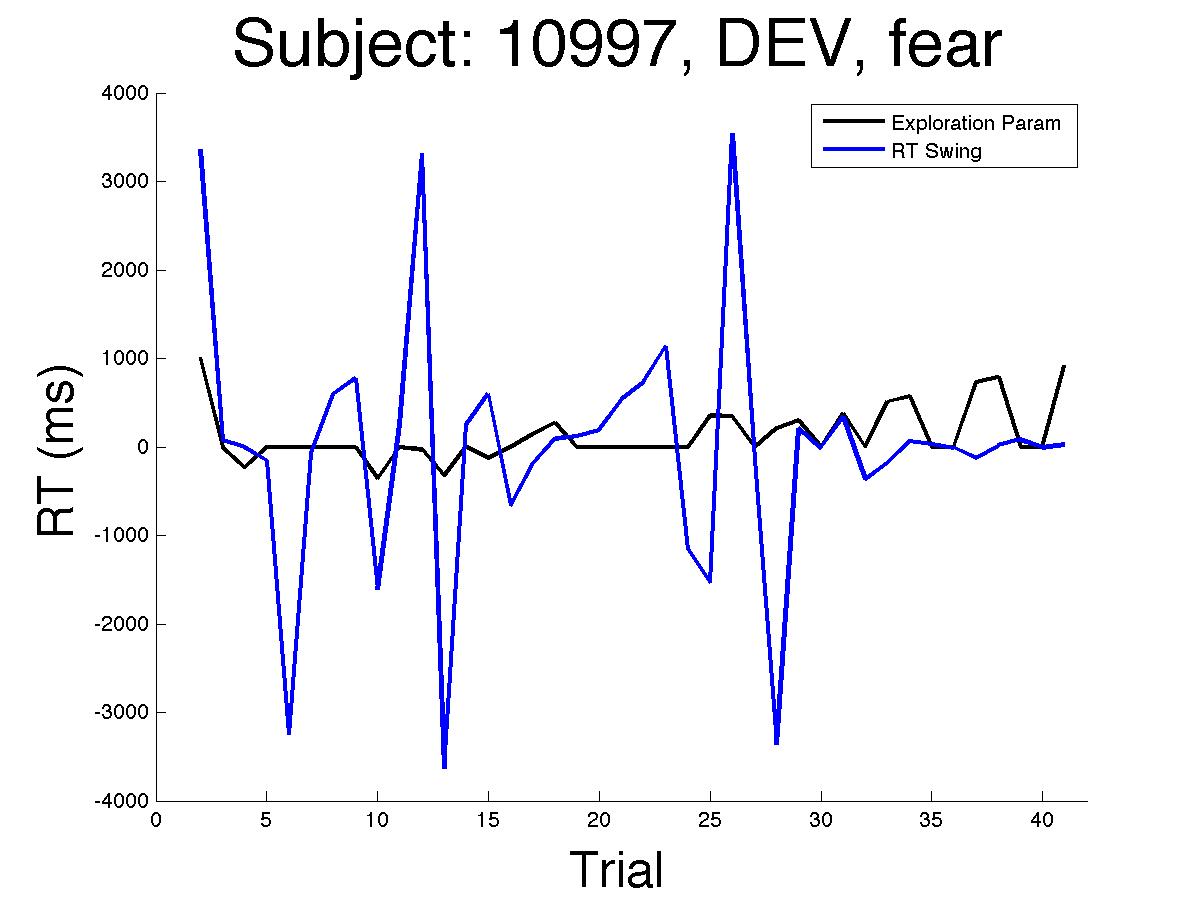 Subject: 10997, DEV, fear
Exploration Param
RT Swing
4000
3000
2000
1000
0
-1000
-2000
-3000
-4000
RT (ms)
0 5 10 15 20 25 30 35 40
Trial